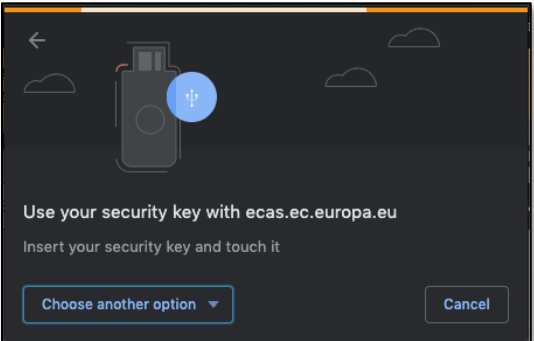 Use your security key with ecas.ec.europa.eu
Insert your security key and touch it
Choose another option
Cancel